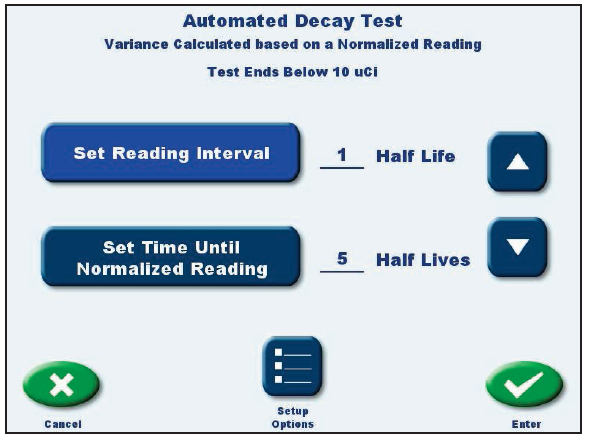 Automated Decay Test
Variance Calculated based on a Normalized Reading
Test Ends Below 10 uCi
Set Reading Interval 1 Half Life
Set Time Until
Normalized Reading 5 Half Lives
Setup
Options
Cancel
Enter